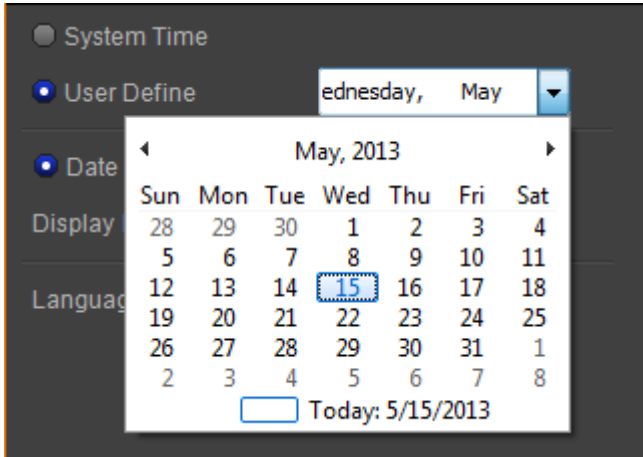 System Time
User Define ednesday, May
Date
Display
Languag
May, 2013
Sun Mon Tue Wed Thu Fri Sat
28 29 30 1 2 3 4
5 6 7 8 9 10 11
12 13 14 15 16 17 18
19 20 21 22 23 24 25
26 27 28 29 30 31 1
2 3 4 5 6 7 8
Today: 5/15/2013